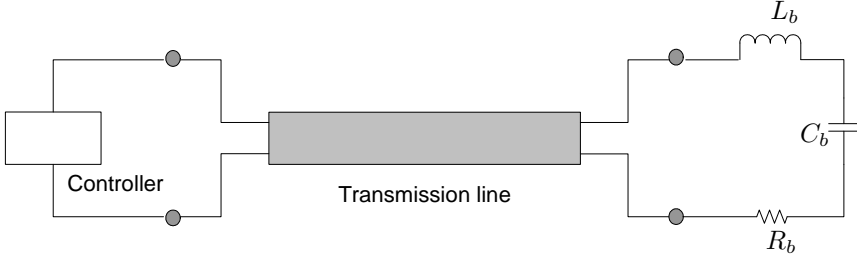 L_b
C_b
Controller
Transmission line
R_b